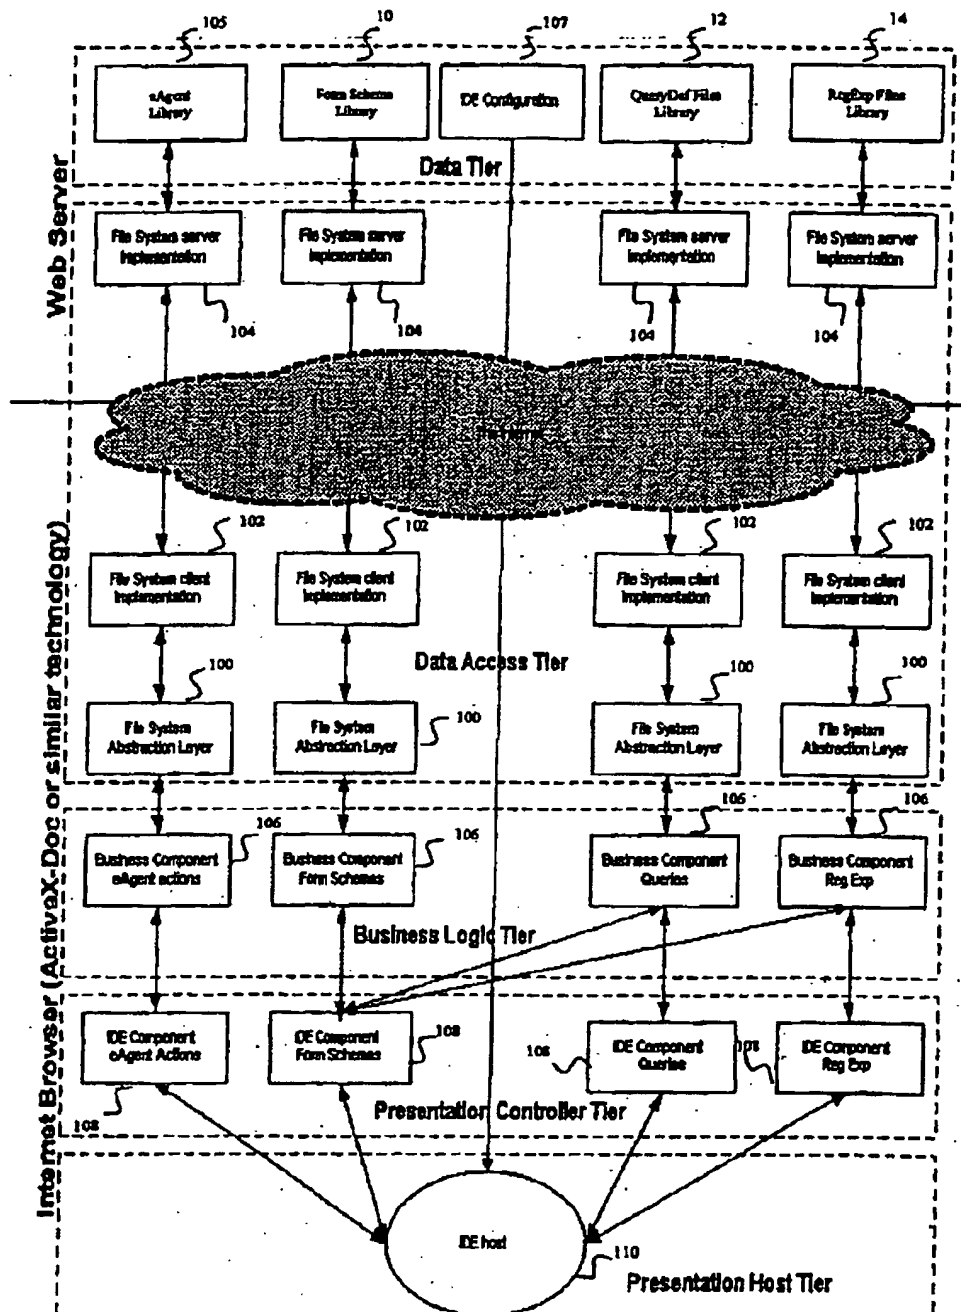 105
10
107
12
14
eAgent
Library
Form Scheme
Library
IDE Configuration
QueryDef Files
Library
RegExp Files
Library
Data Tier
Web Server
File System server
Implementation
File System server
Implementation
File System server
Implementation
File System server
Implementation
104
104
104
104
102
102
102
102
File System client
Implementation
File System client
Implementation
File System client
Implementation
File System client
Implementation
Data Access Tier
100
100
100
100
File System
Abstraction Layer
File System
Abstraction Layer
File System
Abstraction Layer
File System
Abstraction Layer
Internet Browser (ActiveX-Doc or similar technology)
106
106
106
106
Business Component
eAgent actions
Business Component
Form Schemes
Business Component
Queries
Business Component
Reg Exp
Business Logic Tier
IDE Component
eAgent Actions
IDE Component
Form Schemes
IDE Component
Queries
IDE Component
Reg Exp
108
108
108
108
Presentation Controller Tier
IDE host
110
Presentation Host Tier